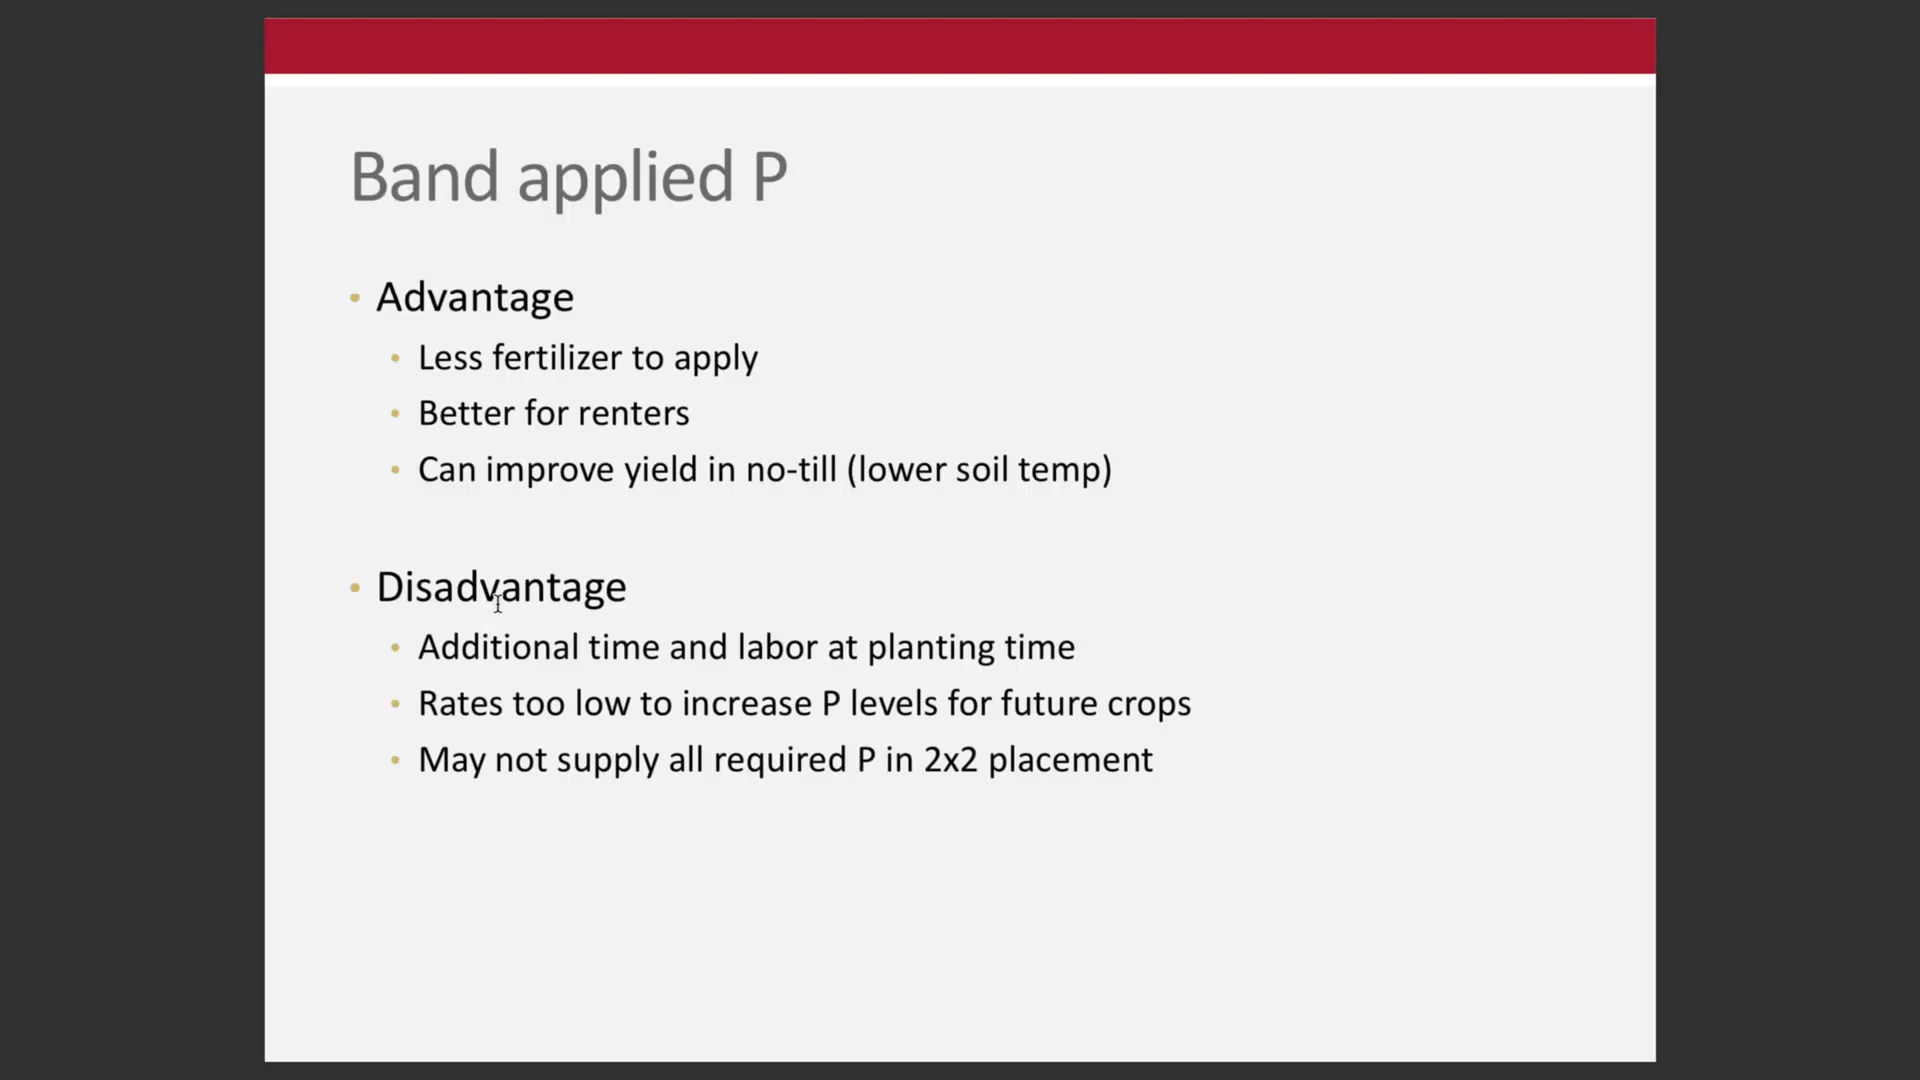 Band applied P
• Advantage
• Less fertilizer to apply
• Better for renters
• Can improve yield in no-till (lower soil temp)
• Disadvantage
• Additional time and labor at planting time
• Rates too low to increase P levels for future crops
• May not supply all required P in 2x2 placement